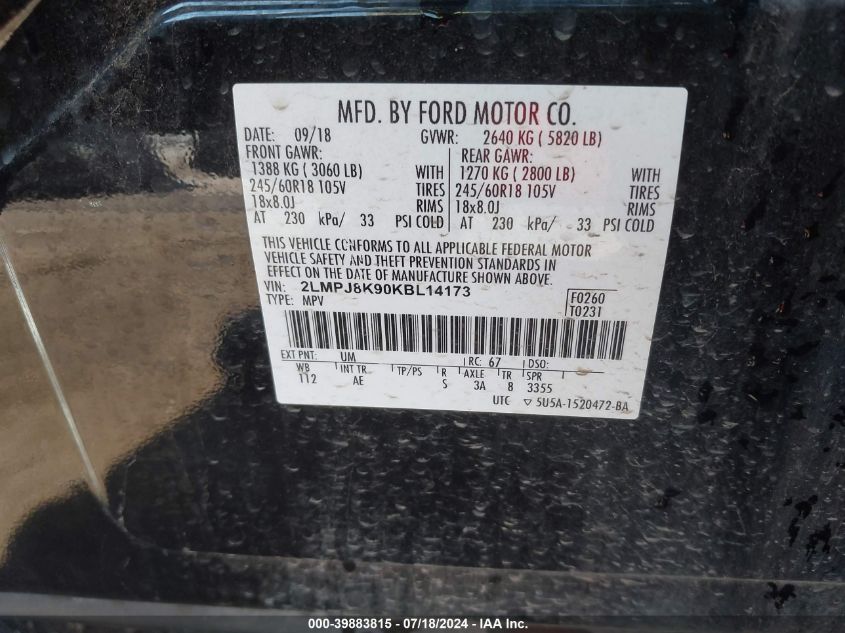 MFD. BY FORD MOTOR CO.
DATE: 09/18 GVWR: 2640 KG ( 5820 LB)
FRONT GAWR: REAR GAWR:
1388 KG ( 3060 LB) WITH 1270 KG ( 2800 LB) WITH
245/60R18 105V TIRES 245/60R18 105V TIRES
18x8.0J RIMS 18x8.0J RIMS
AT 230 kPa/ 33 PSI COLD AT 230 kPa/ 33 PSI COLD
THIS VEHICLE CONFORMS TO ALL APPLICABLE FEDERAL MOTOR
VEHICLE SAFETY AND THEFT PREVENTION STANDARDS IN
EFFECT ON THE DATE OF MANUFACTURE SHOWN ABOVE.
VIN: 2LMPJ8K90KBL14173 F0260
TYPE: MPV T0231
EXT PNT: UM RC: 67 DSO:
WB INT TR TP/PS R AXLE TR SPR
112 AE S 3A 8 3355
UTC ▽ 5U5A-1520472-BA
000-39883815 / 07/18/2024 - IAA Inc.